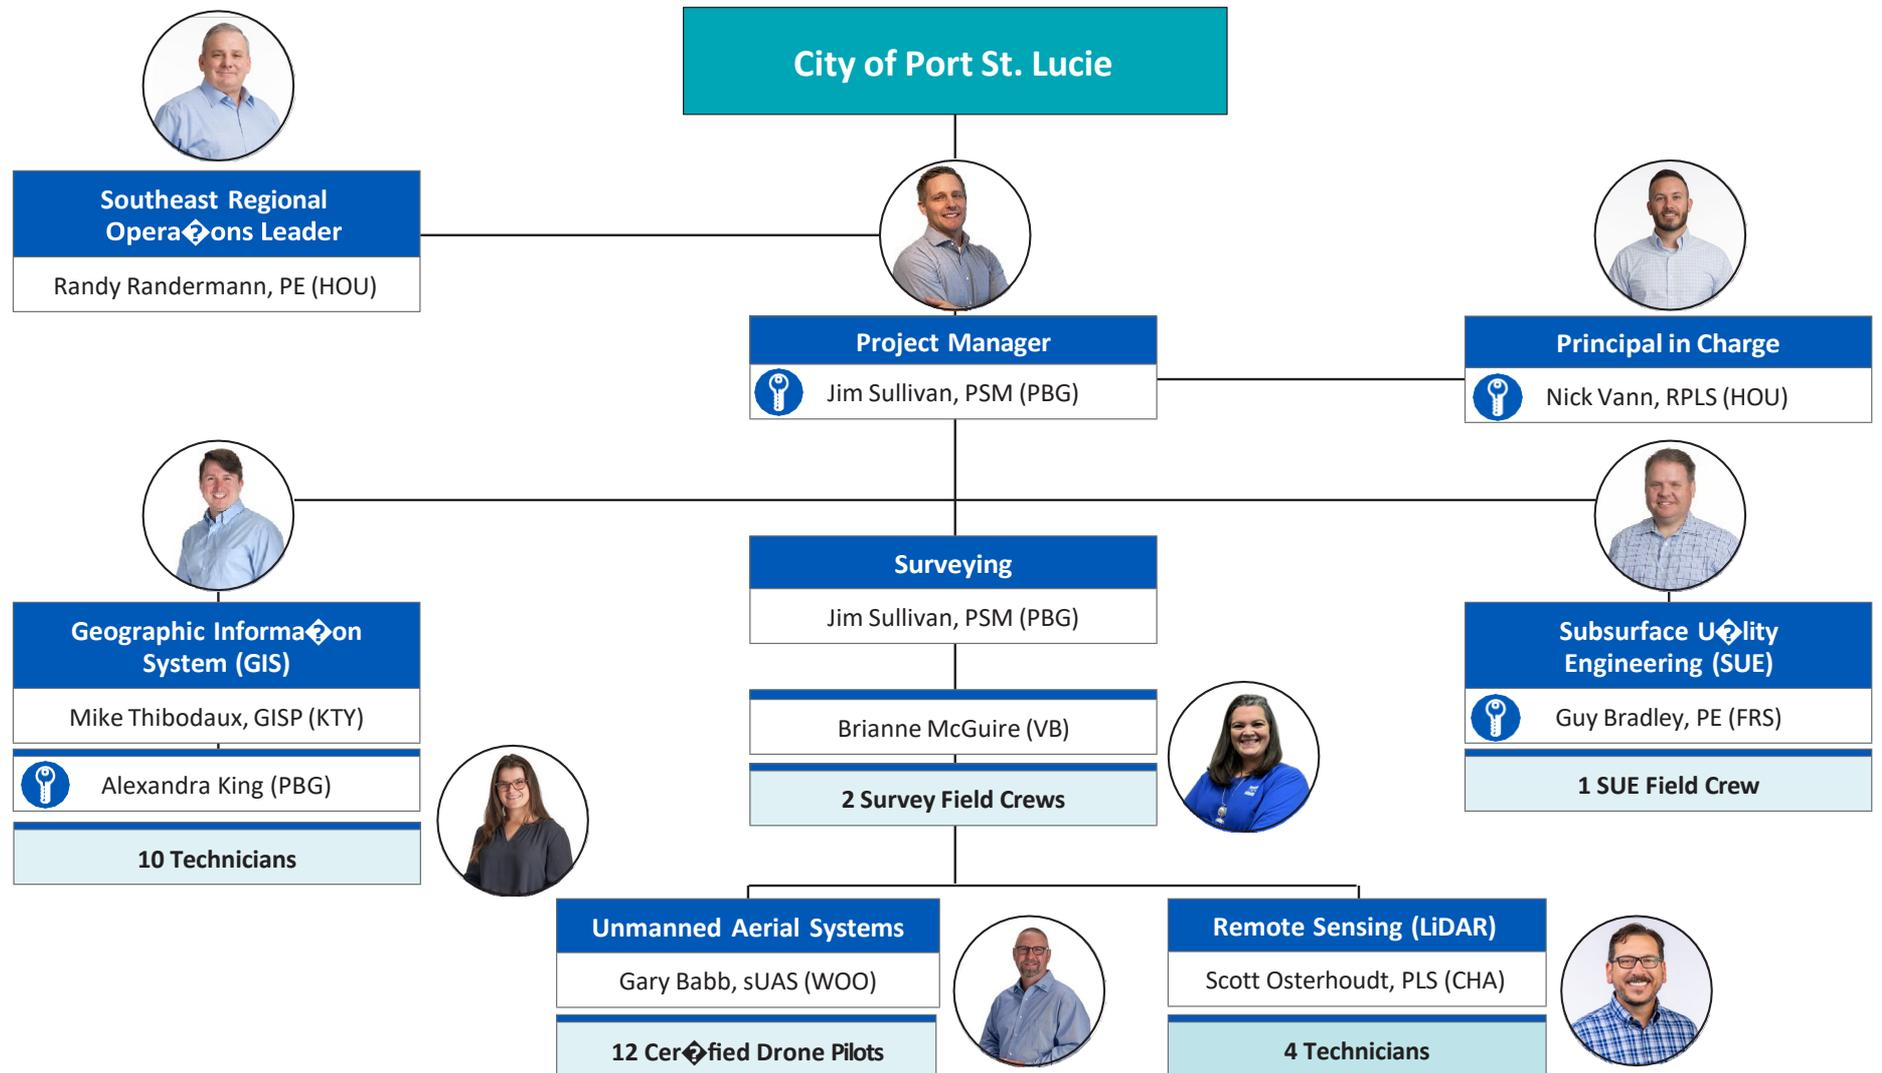 City of Port St. Lucie
Southeast Regional
Opera�ons Leader
Randy Randermann, PE (HOU)
Project Manager
Jim Sullivan, PSM (PBG)
Principal in Charge
Nick Vann, RPLS (HOU)
Geographic Informa�on
System (GIS)
Mike Thibodaux, GISP (KTY)
Alexandra King (PBG)
10 Technicians
Surveying
Jim Sullivan, PSM (PBG)
Brianne McGuire (VB)
2 Survey Field Crews
Subsurface U�lity
Engineering (SUE)
Guy Bradley, PE (FRS)
1 SUE Field Crew
Unmanned Aerial Systems
Gary Babb, sUAS (WOO)
12 Cer�fied Drone Pilots
Remote Sensing (LiDAR)
Scott Osterhoudt, PLS (CHA)
4 Technicians